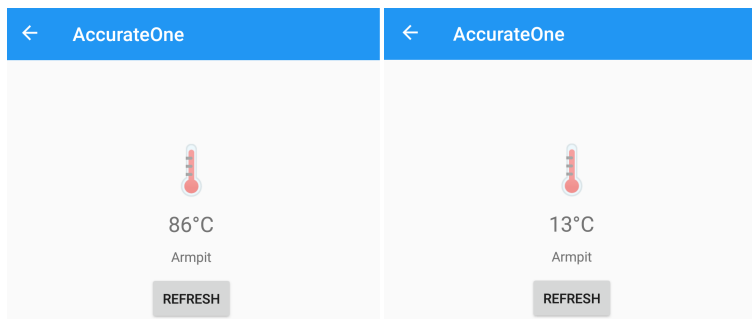 AccurateOne
86°C
Armpit
REFRESH
AccurateOne
13°C
Armpit
REFRESH